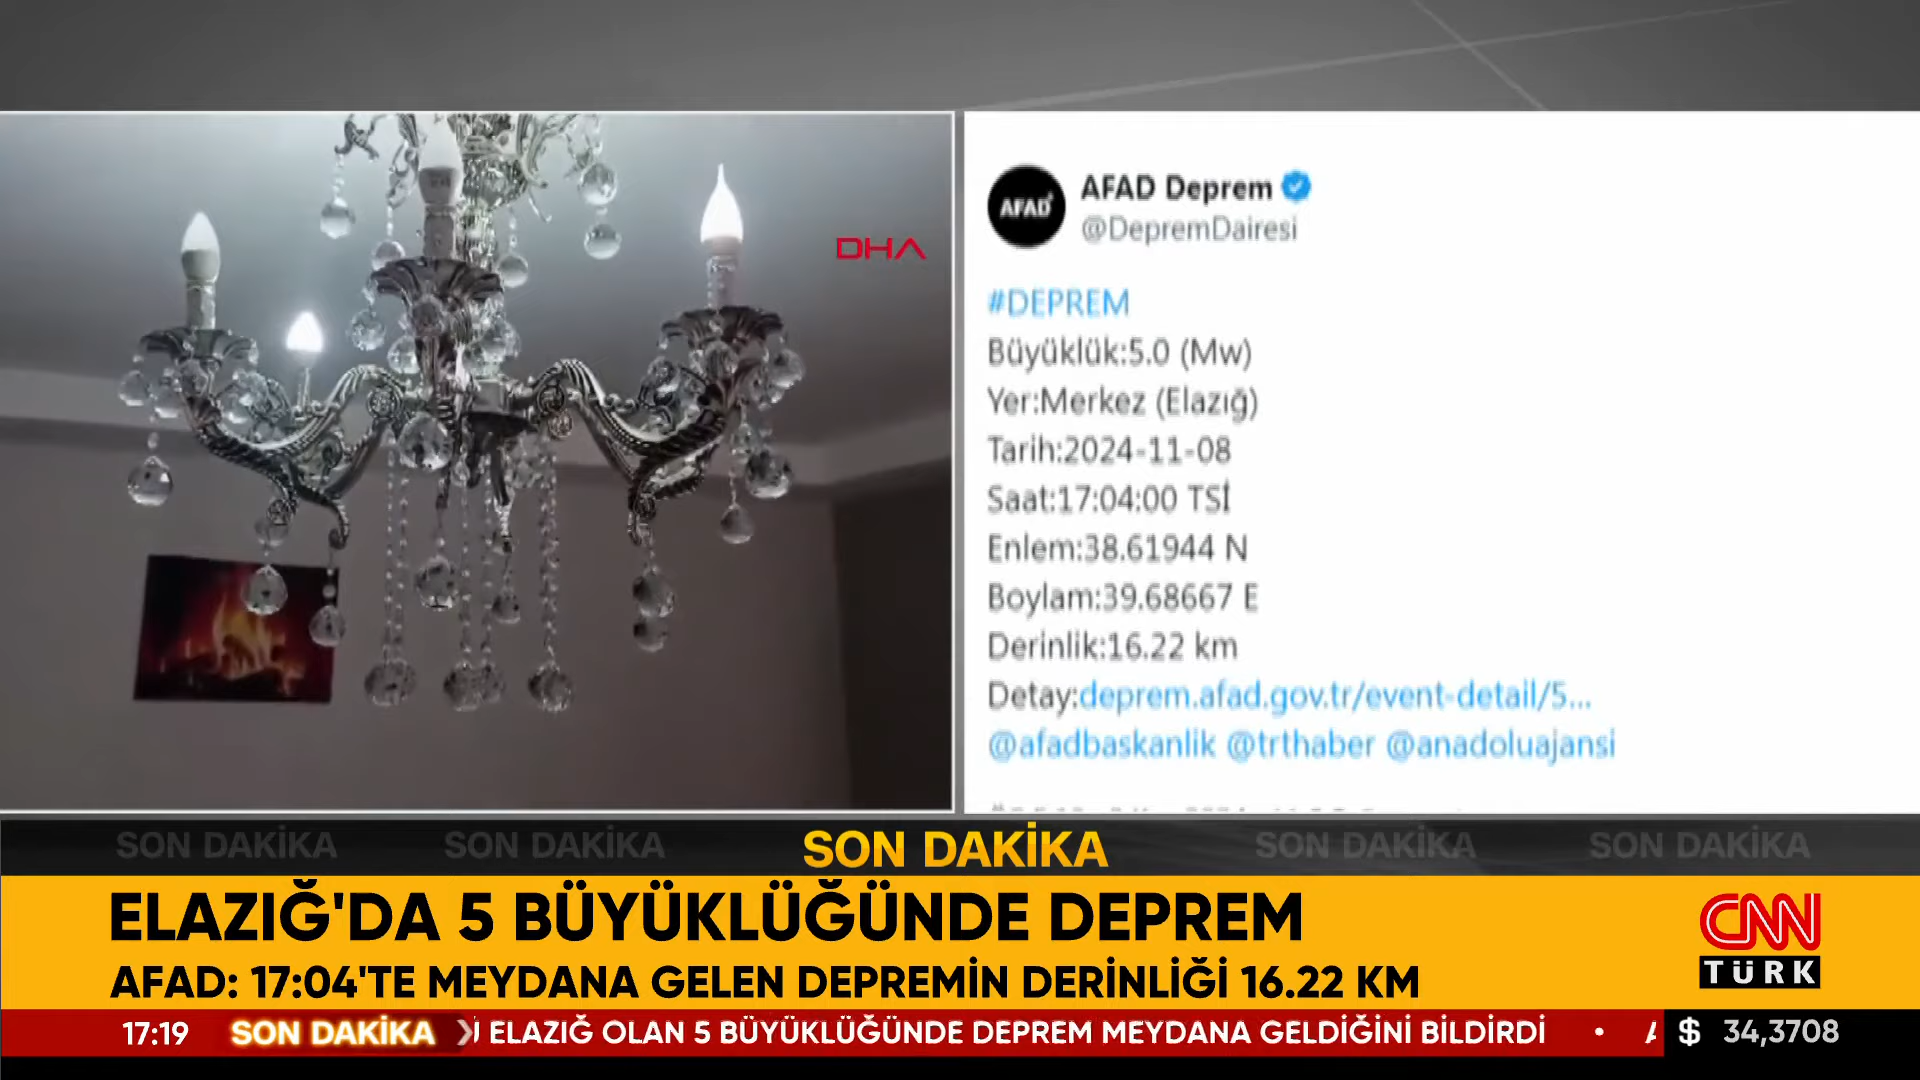 DHA
AFAD
AFAD Deprem
@DepremDairesi
#DEPREM
Büyüklük:5.0 (Mw)
Yer:Merkez (Elazığ)
Tarih:2024-11-08
Saat:17:04:00 TSİ
Enlem:38.61944 N
Boylam:39.68667 E
Derinlik:16.22 km
Detay:deprem.afad.gov.tr/event-detail/5...
@afadbaskanlik @trthaber @anadoluajansi
SON DAKİKA SON DAKİKA SON DAKİKA SON DAKİKA SON DAKİKA
ELAZIĞ'DA 5 BÜYÜKLÜĞÜNDE DEPREM
AFAD: 17:04'TE MEYDANA GELEN DEPREMİN DERİNLİĞİ 16.22 KM
CNN
TÜRK
17:19 SON DAKİKA ELAZIĞ OLAN 5 BÜYÜKLÜĞÜNDE DEPREM MEYDANA GELDİĞİNİ BİLDİRDİ • $ 34,3708